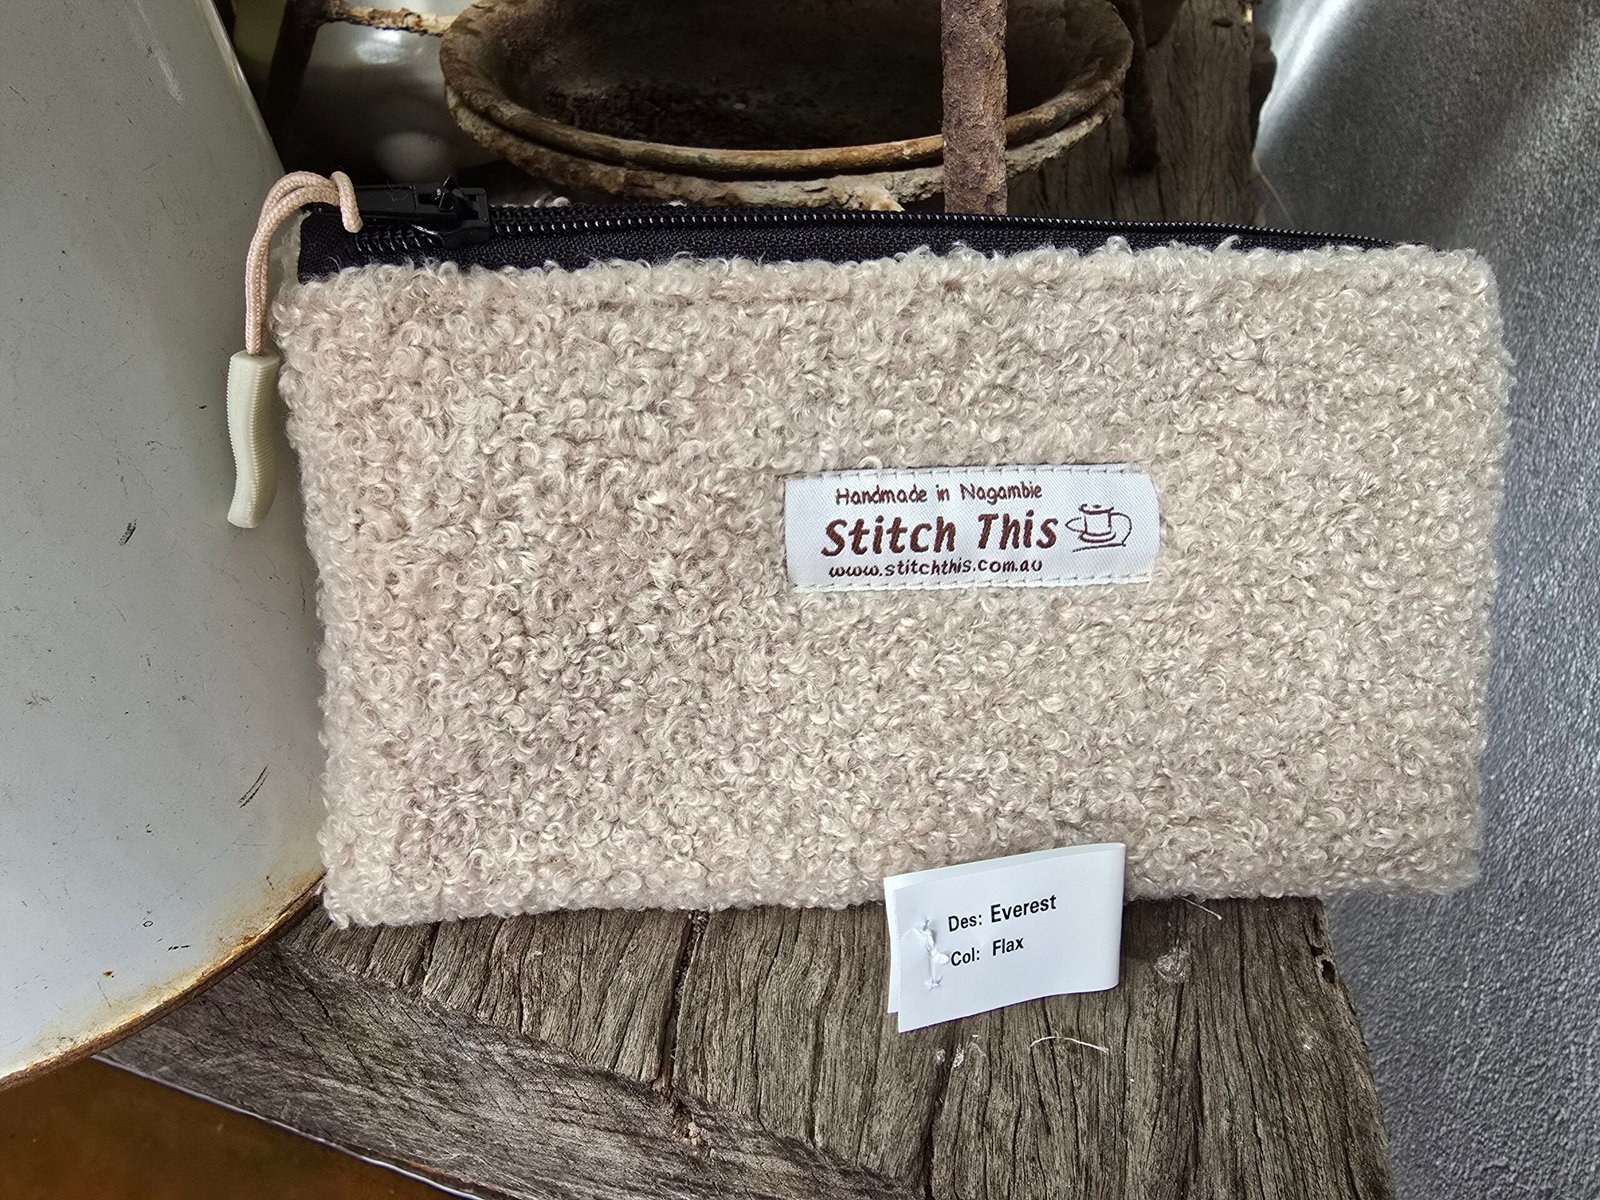 Handmade in Nagambie
Stitch This
www.stitchthis.com.au
Des: Everest
Col: Flax